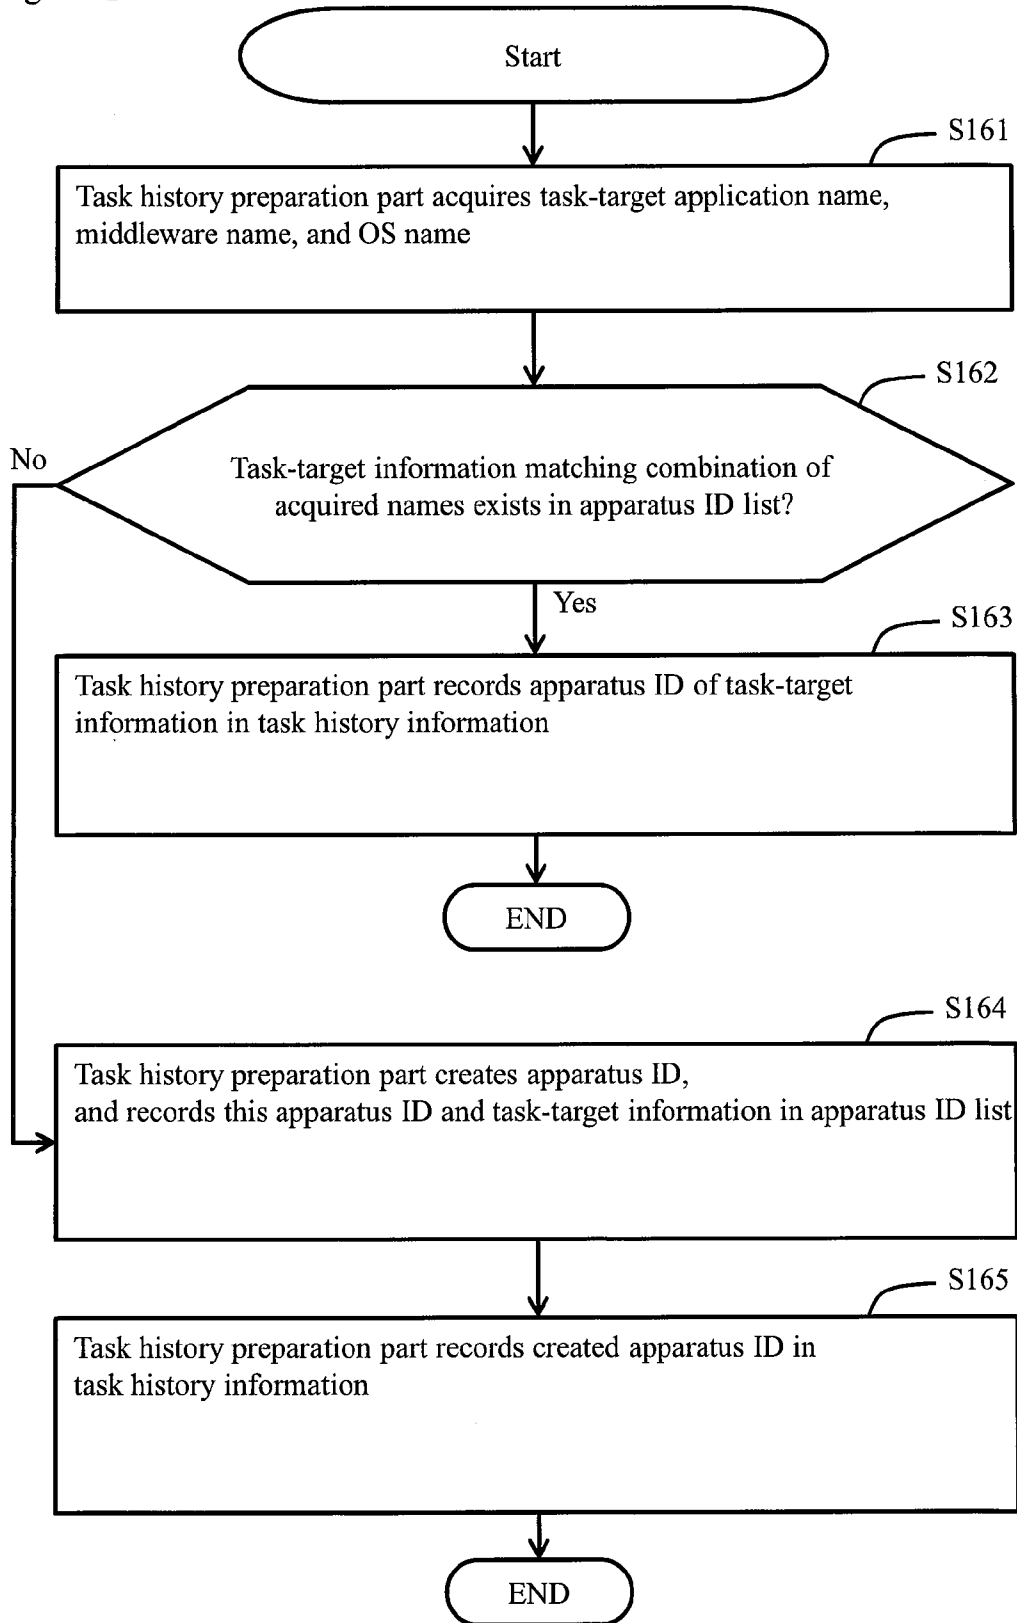 Start
S161
Task history preparation part acquires task-target application name,
middleware name, and OS name
S162
No
Task-target information matching combination of
acquired names exists in apparatus ID list?
Yes
S163
Task history preparation part records apparatus ID of task-target
information in task history information
END
S164
Task history preparation part creates apparatus ID,
and records this apparatus ID and task-target information in apparatus ID list
S165
Task history preparation part records created apparatus ID in
task history information
END